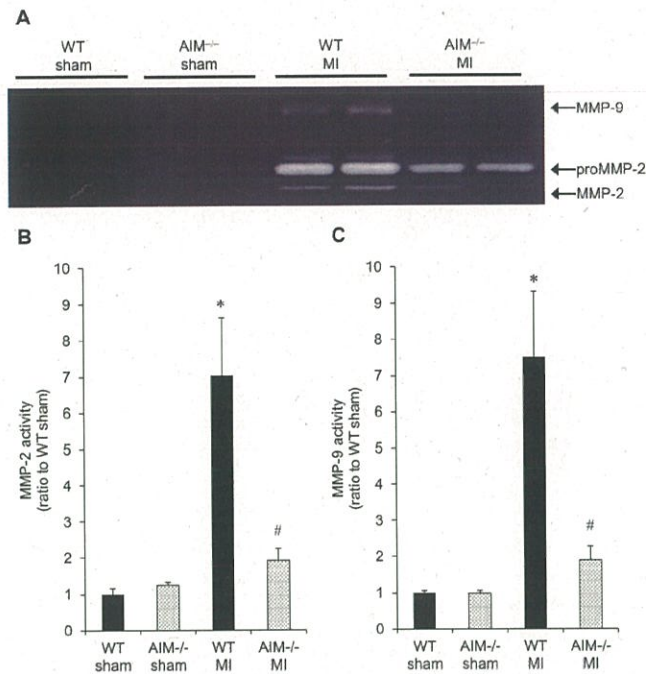 A
WT AIM-/- WT AIM-/-
sham sham MI MI
MMP-9
proMMP-2
MMP-2
B
10
9
8
7
6
5
4
3
2
1
0
MMP-2 activity
(ratio to WT sham)
*
#
WT AIM-/- WT AIM-/-
sham sham MI MI
C
10
9
8
7
6
5
4
3
2
1
0
MMP-9 activity
(ratio to WT sham)
*
#
WT AIM-/- WT AIM-/-
sham sham MI MI